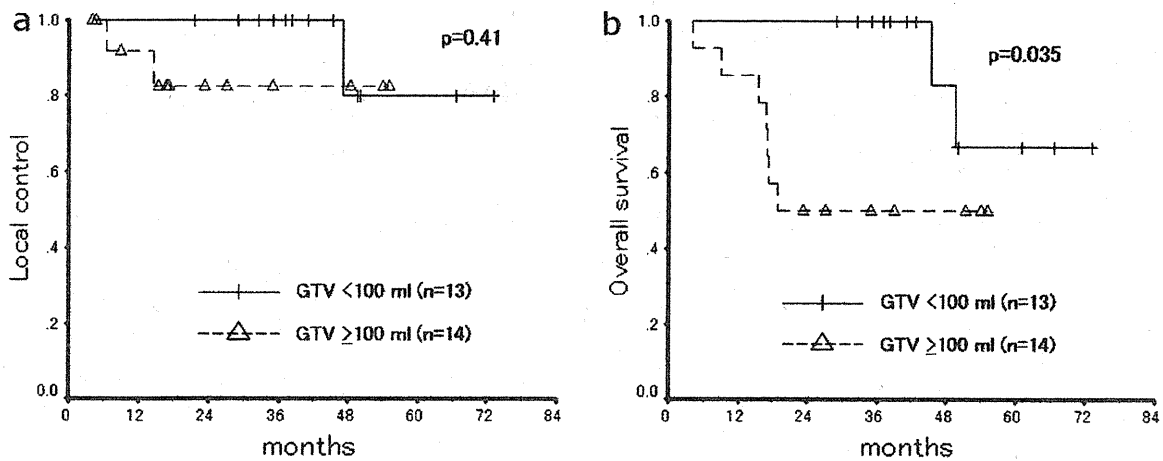 a
1.0
.8
.6
.4
.2
0.0
Local control
p=0.41
GTV <100 ml (n=13)
GTV ≥100 ml (n=14)
0 12 24 36 48 60 72 84
months
b
1.0
.8
.6
.4
.2
0.0
Overall survival
p=0.035
GTV <100 ml (n=13)
GTV ≥100 ml (n=14)
0 12 24 36 48 60 72 84
months